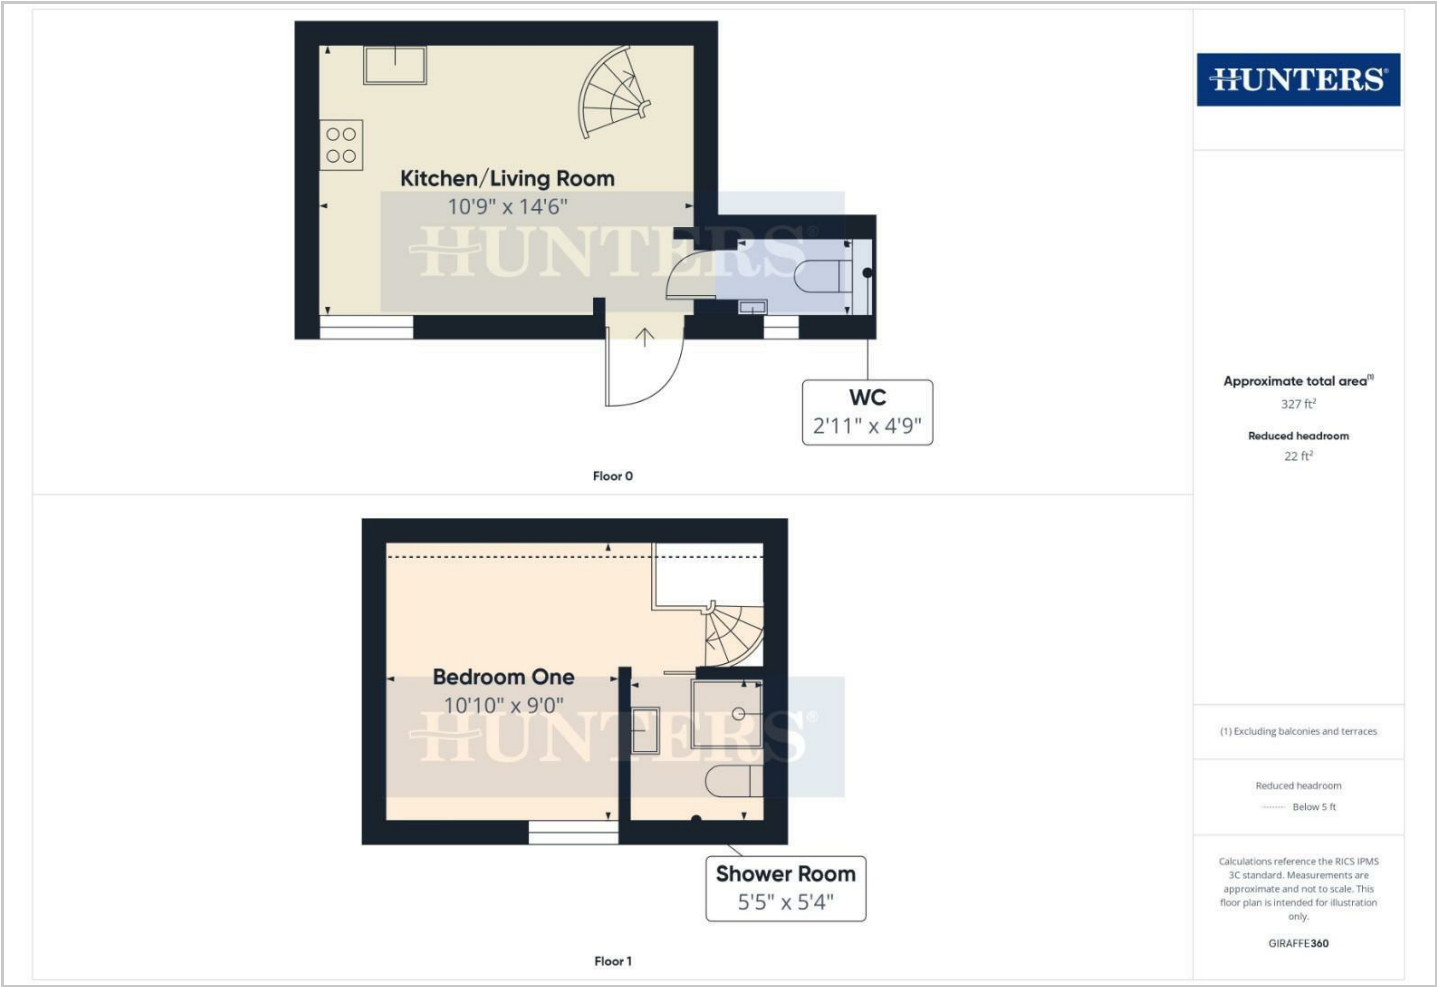 Kitchen/Living Room
10'9" x 14'6"
HUNTERS®
WC
2'11" x 4'9"
Floor 0
Bedroom One
10'10" x 9'0"
HUNTERS®
Shower Room
5'5" x 5'4"
Floor 1
HUNTERS®
Approximate total area(1)
327 ft²
Reduced headroom
22 ft²
(1) Excluding balconies and terraces
Reduced headroom
Below 5 ft
Calculations reference the RICS IPMS
3C standard. Measurements are
approximate and not to scale. This
floor plan is intended for illustration
only.
GIRAFFE360